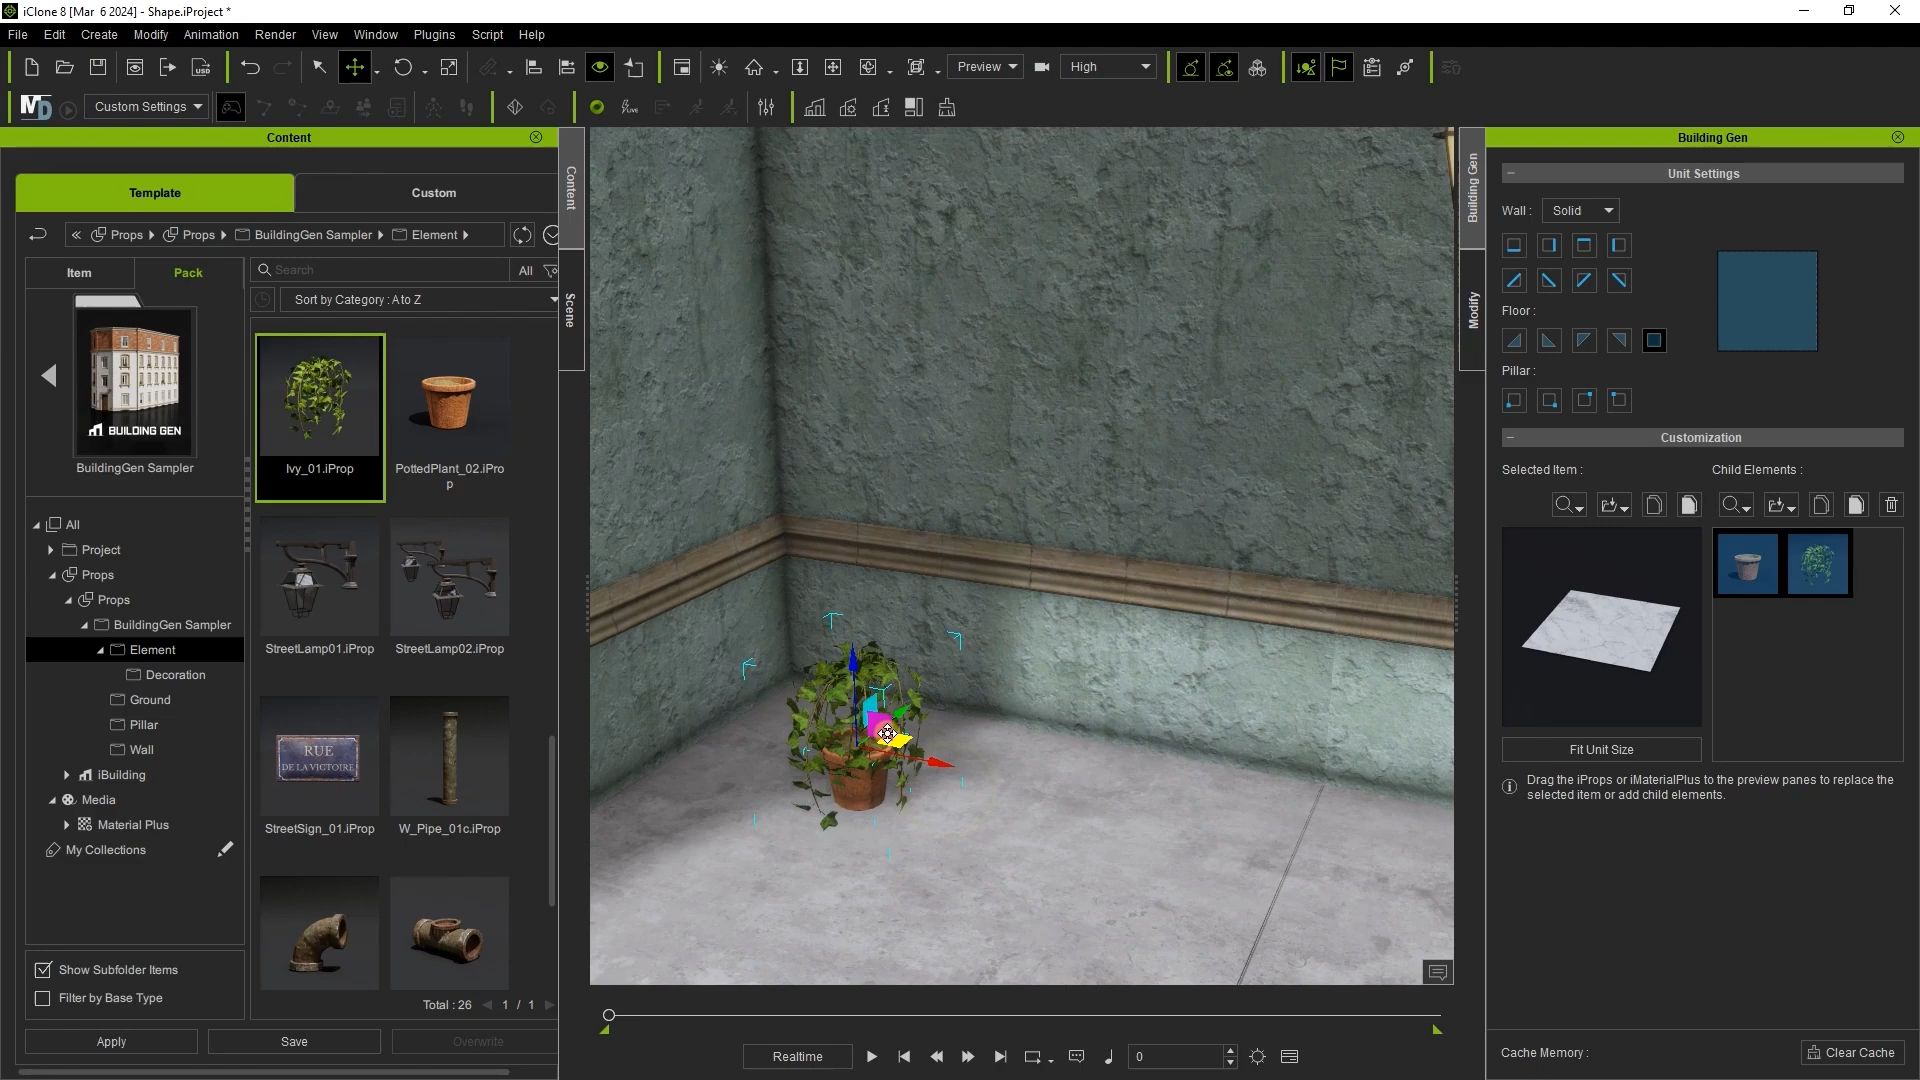 iClone 8 [Mar  6 2024] - Shape.iProject *
File Edit Create Modify Animation Render View Window Plugins Script Help
USD
Preview
High
MD
Custom Settings
LIVE
Content
Template
Custom
« Props Props BuildingGen Sampler Element
Item
Pack
Search
All
Sort by Category : A to Z
BUILDING GEN
BuildingGen Sampler
All
Project
Props
Props
BuildingGen Sampler
Element
Decoration
Ground
Pillar
Wall
iBuilding
Media
Material Plus
My Collections
Show Subfolder Items
Filter by Base Type
Ivy_01.iProp
PottedPlant_02.iPro
p
StreetLamp01.iProp
StreetLamp02.iProp
RUE
DE LA VICTOIRE
StreetSign_01.iProp
W_Pipe_01c.iProp
Total : 26
1 / 1
Apply
Save
Overwrite
Content
Scene
Realtime
0
Building Gen
Modify
Building Gen
Unit Settings
Wall :
Solid
Floor :
Pillar :
Customization
Selected Item :
Child Elements :
Fit Unit Size
Drag the iProps or iMaterialPlus to the preview panes to replace the
selected item or add child elements.
Cache Memory :
Clear Cache